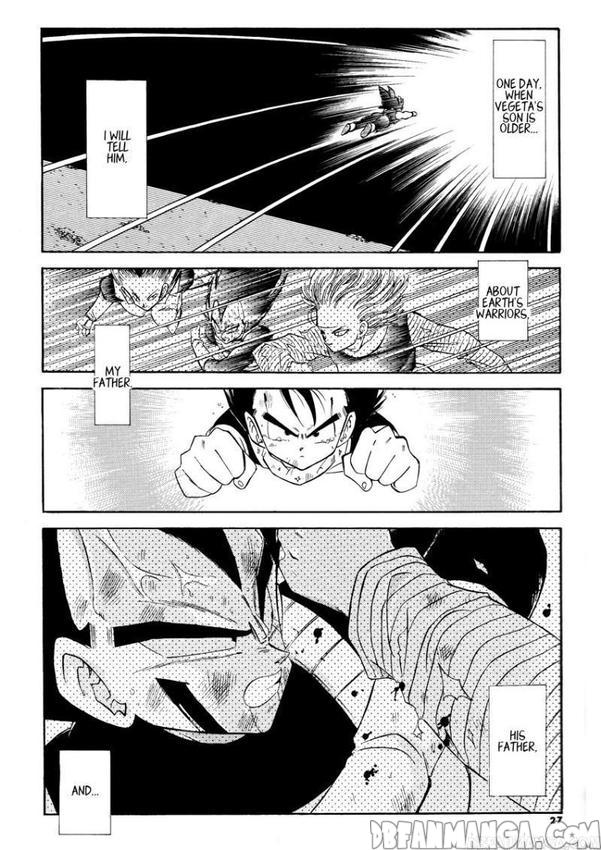 ONE DAY,
WHEN
VEGETA'S
SON IS
OLDER...
I WILL
TELL
HIM.
ABOUT
EARTH'S
WARRIORS.
MY
FATHER.
HIS
FATHER.
AND...
27
DBFANMANGA.COM